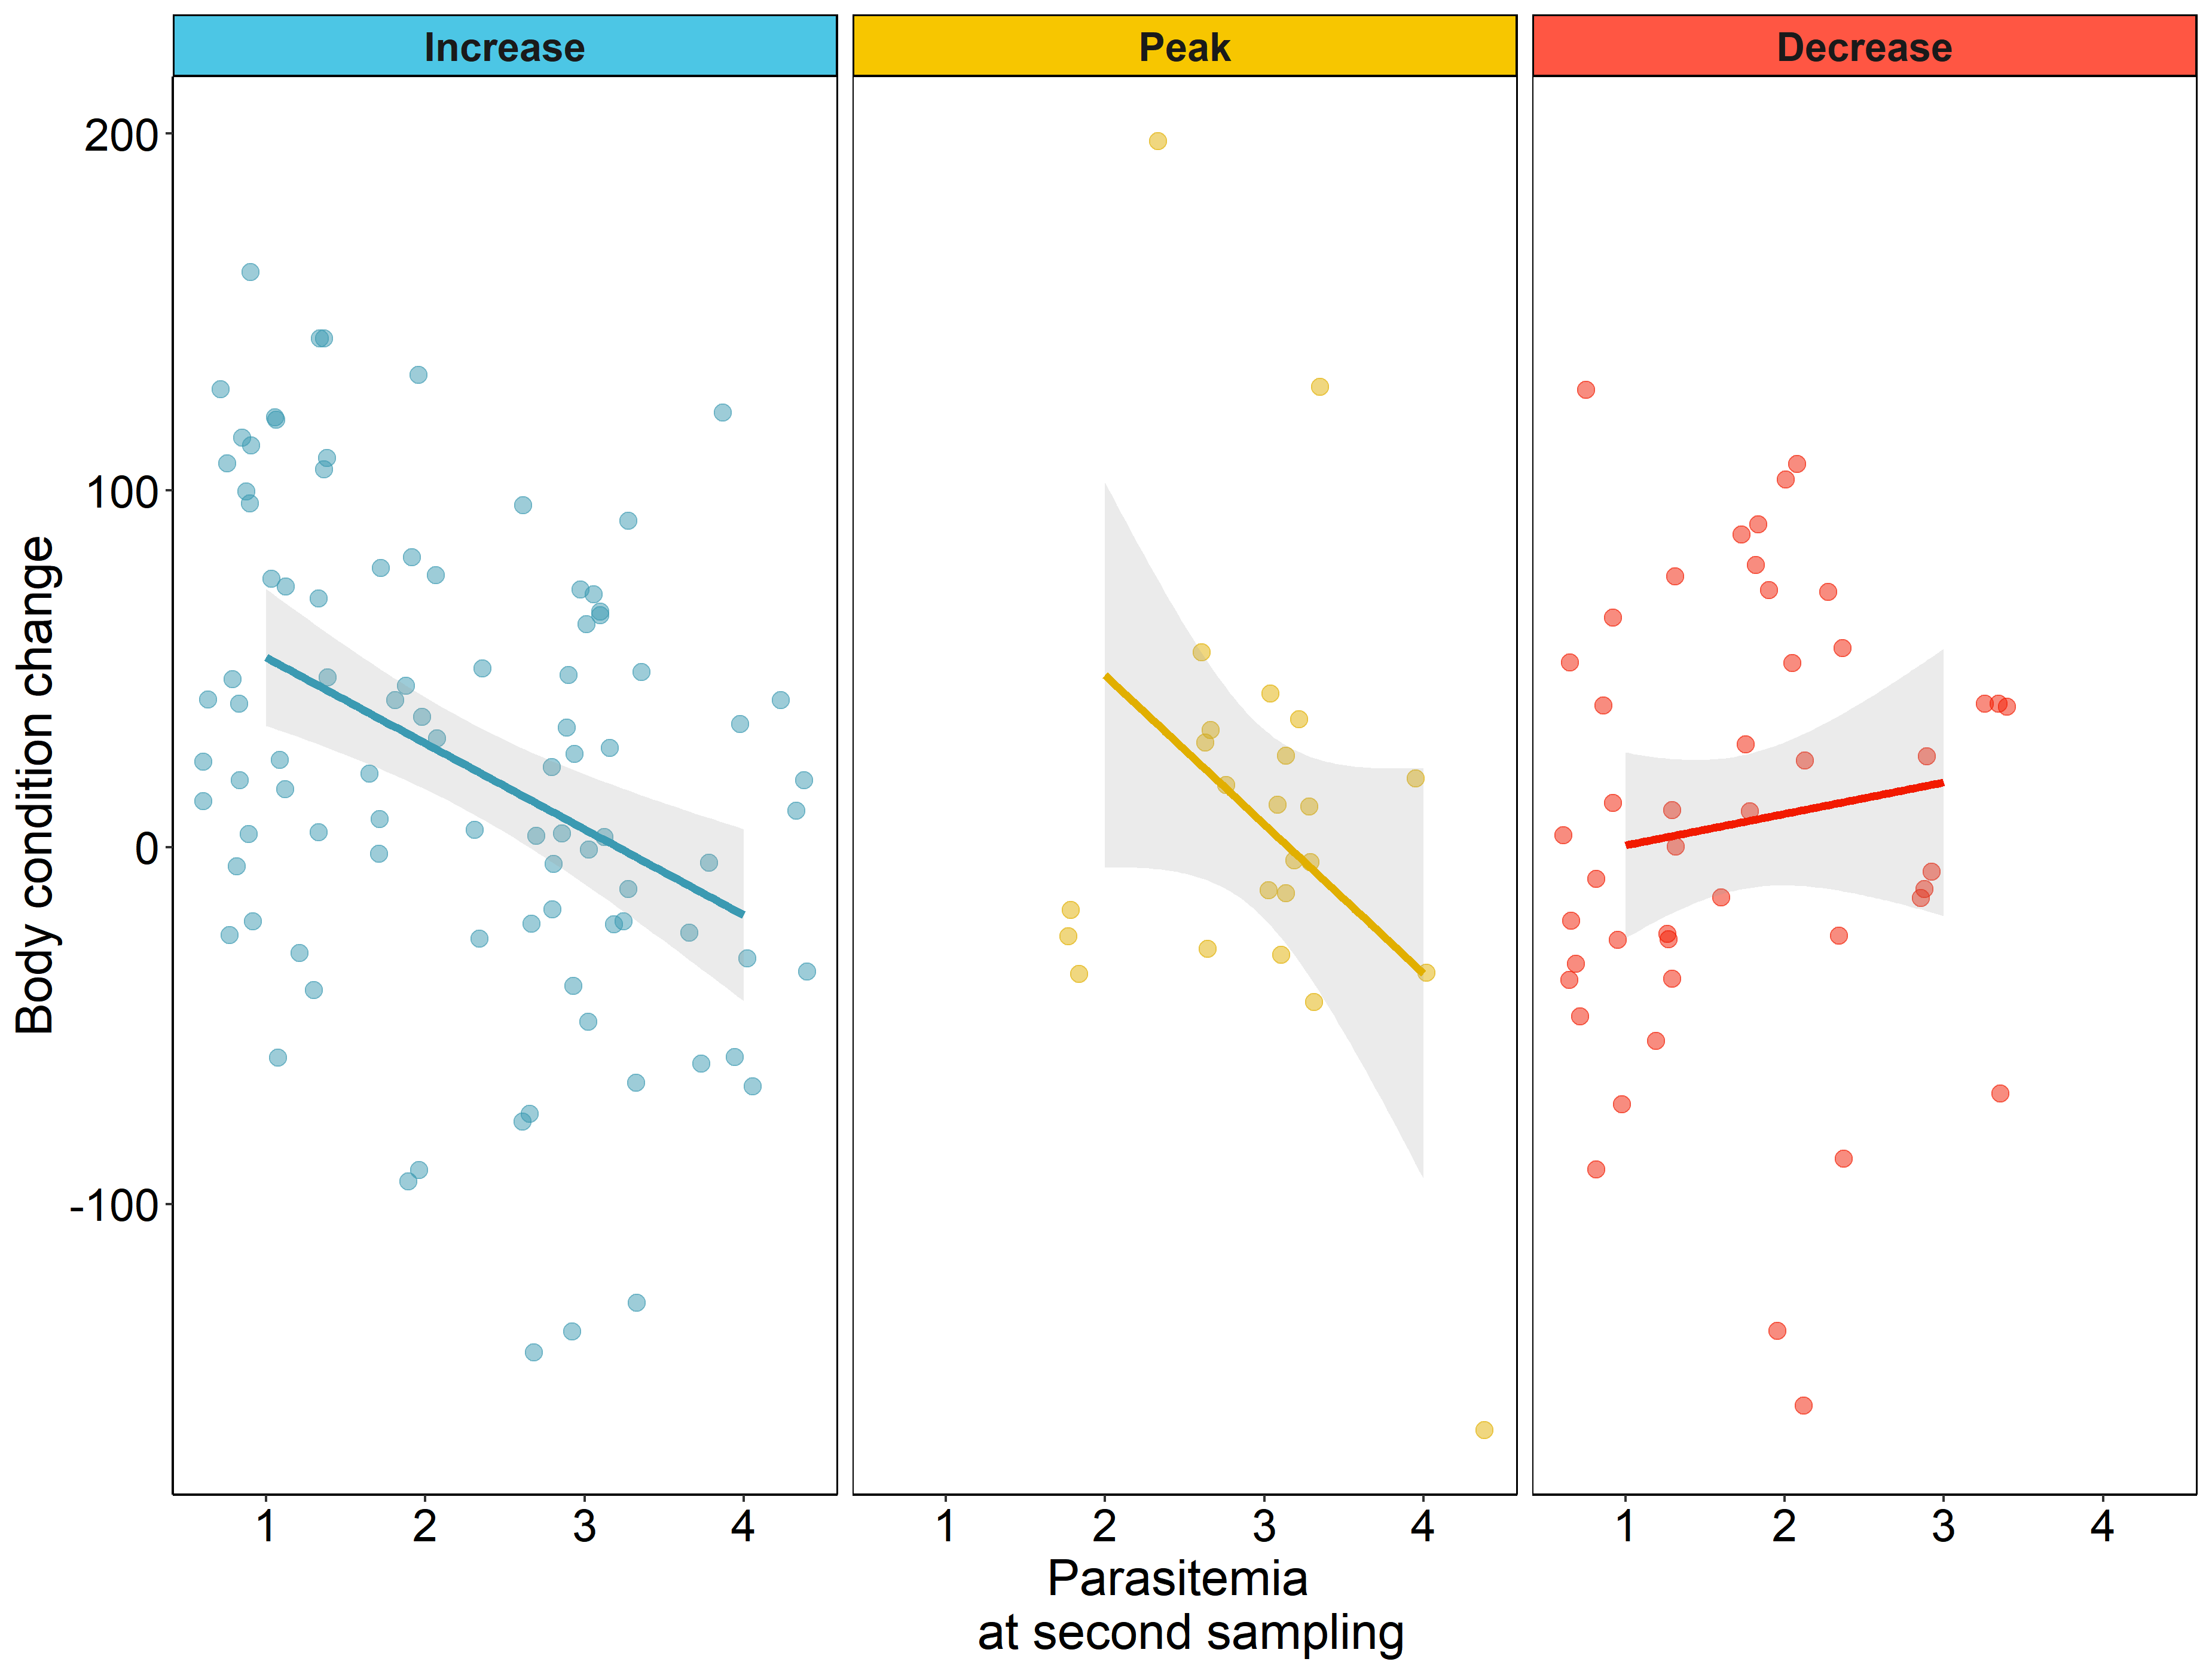 Increase Peak Decrease
200
100
0
-100
Body condition change
1 2 3 4 1 2 3 4 1 2 3 4
Parasitemia
at second sampling